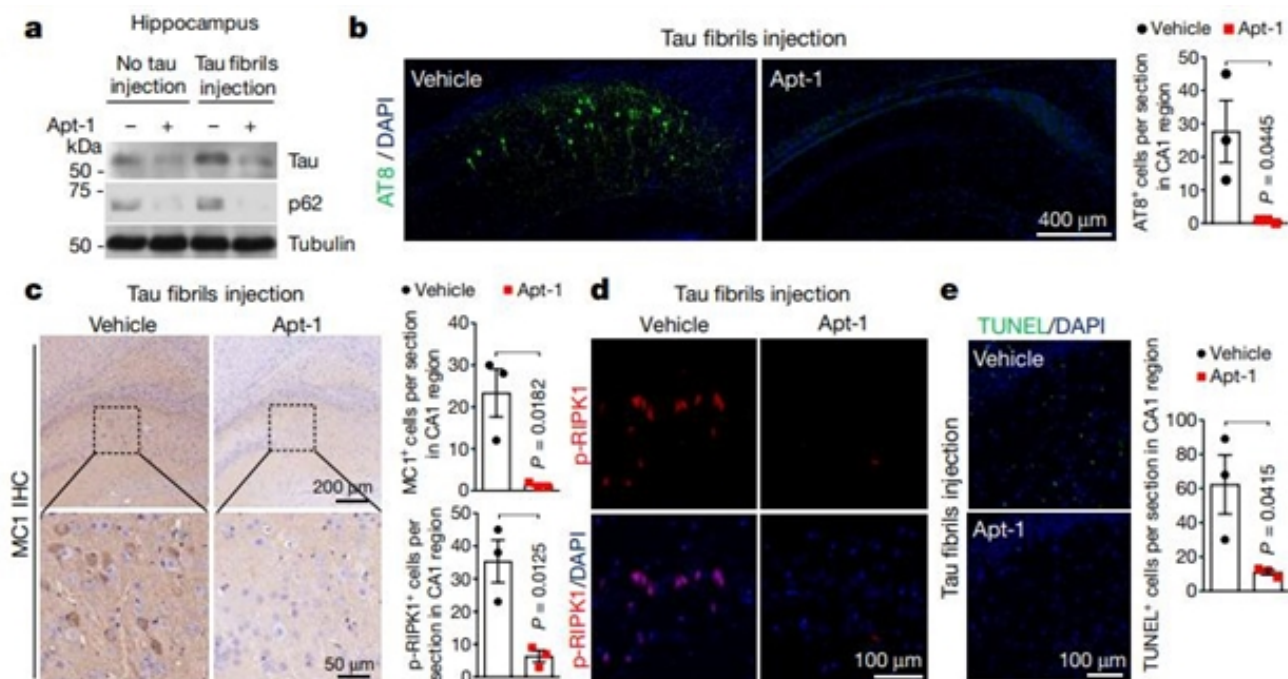 a
Hippocampus
No tau injection
Tau fibrils injection
Apt-1 − + − +
kDa
50 - Tau
75 -
p62
50 - Tubulin
b
Tau fibrils injection
AT8 / DAPI
Vehicle
Apt-1
400 μm
Vehicle Apt-1
AT8⁺ cells per section in CA1 region
50
40
30
20
10
0
P = 0.0445
c
Tau fibrils injection
Vehicle Apt-1
MC1 IHC
200 μm
50 μm
Vehicle Apt-1
MC1⁺ cells per section in CA1 region
40
30
20
10
0
P = 0.0182
p-RIPK1⁺ cells per section in CA1 region
50
40
30
20
10
0
P = 0.0125
d
Tau fibrils injection
Vehicle Apt-1
p-RIPK1
p-RIPK1/DAPI
100 μm
e
TUNEL/DAPI
Tau fibrils injection
Vehicle
Apt-1
100 μm
Vehicle
Apt-1
TUNEL⁺ cells per section in CA1 region
100
80
60
40
20
0
P = 0.0415